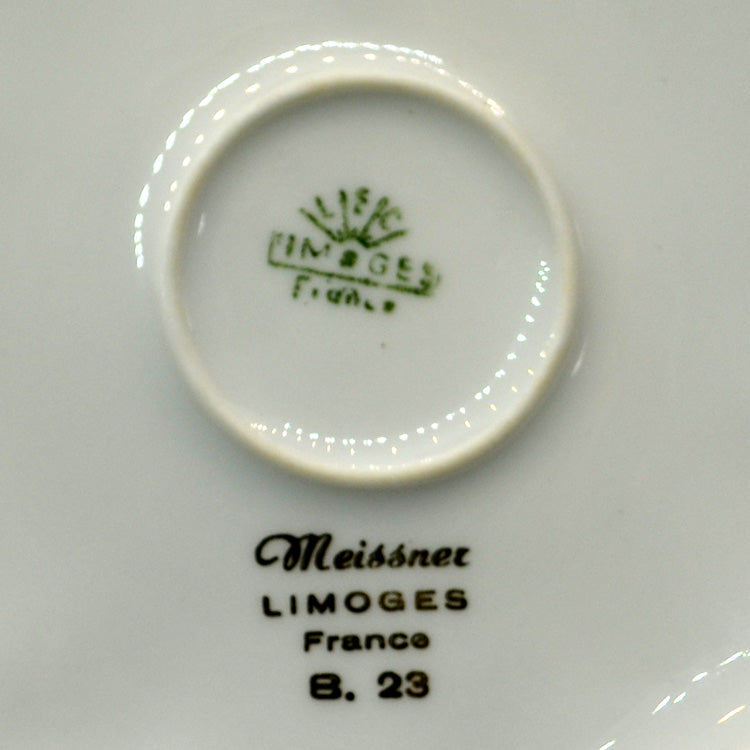 LIMOGES
France
Meissner
LIMOGES
France
B. 23